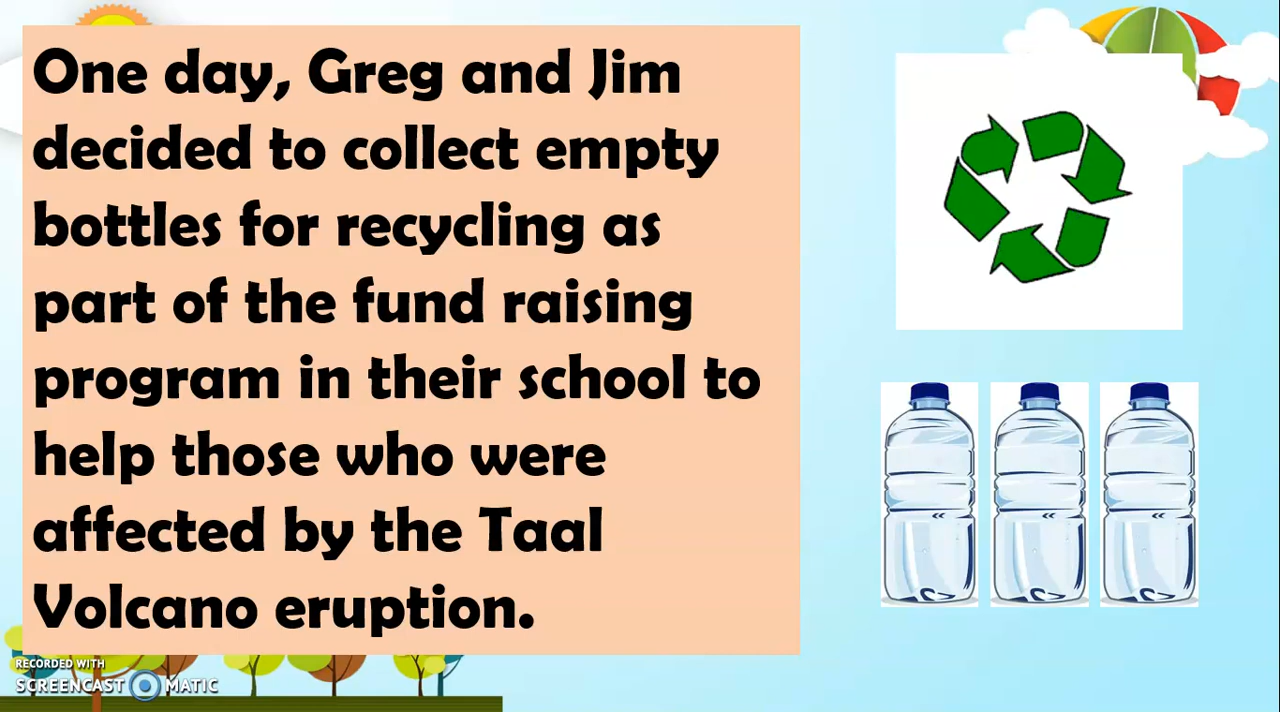 One day, Greg and Jim
decided to collect empty
bottles for recycling as
part of the fund raising
program in their school to
help those who were
affected by the Taal
Volcano eruption.
RECORDED WITH
SCREENCAST MATIC